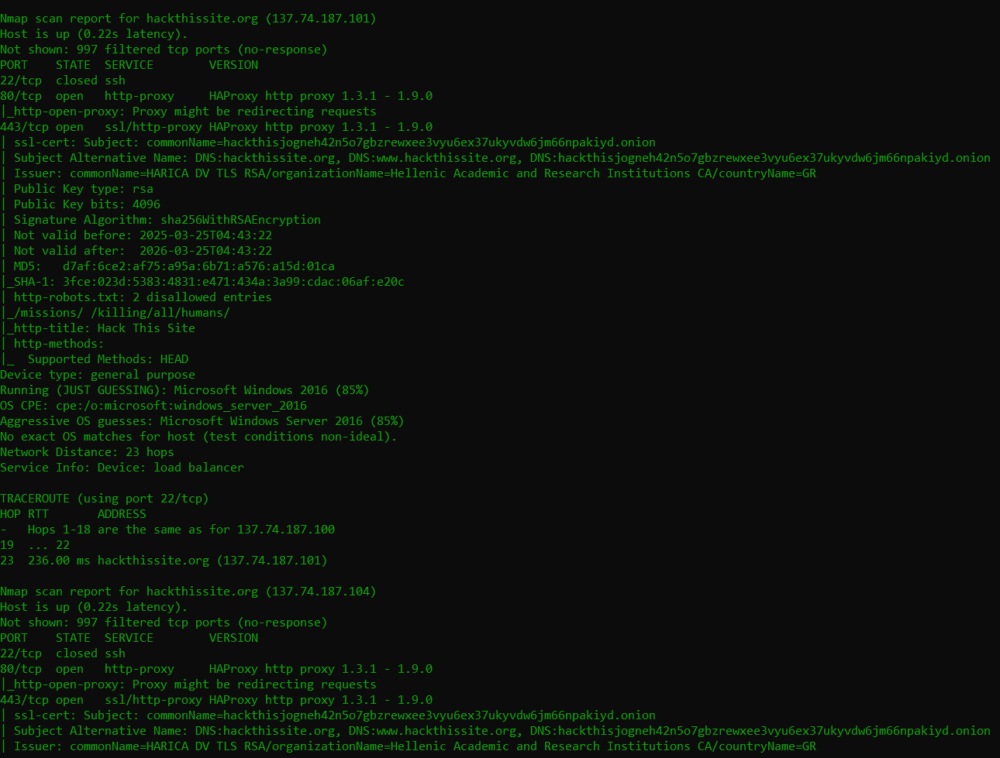 Nmap scan report for hackthissite.org (137.74.187.101)
Host is up (0.22s latency).
Not shown: 997 filtered tcp ports (no-response)
PORT    STATE  SERVICE        VERSION
22/tcp  closed ssh
80/tcp  open   http-proxy     HAProxy http proxy 1.3.1 - 1.9.0
|_http-open-proxy: Proxy might be redirecting requests
443/tcp open   ssl/http-proxy HAProxy http proxy 1.3.1 - 1.9.0
| ssl-cert: Subject: commonName=hackthisjogneh42n5o7gbzrewxee3vyu6ex37ukyvdw6jm66npakiyd.onion
| Subject Alternative Name: DNS:hackthissite.org, DNS:www.hackthissite.org, DNS:hackthisjogneh42n5o7gbzrewxee3vyu6ex37ukyvdw6jm66npakiyd.onion
| Issuer: commonName=HARICA DV TLS RSA/organizationName=Hellenic Academic and Research Institutions CA/countryName=GR
| Public Key type: rsa
| Public Key bits: 4096
| Signature Algorithm: sha256WithRSAEncryption
| Not valid before: 2025-03-25T04:43:22
| Not valid after:  2026-03-25T04:43:22
| MD5:   d7af:6ce2:af75:a95a:6b71:a576:a15d:01ca
|_SHA-1: 3fce:023d:5383:4831:e471:434a:3a99:cdac:06af:e20c
| http-robots.txt: 2 disallowed entries
|_/missions/ /killing/all/humans/
|_http-title: Hack This Site
| http-methods:
|_  Supported Methods: HEAD
Device type: general purpose
Running (JUST GUESSING): Microsoft Windows 2016 (85%)
OS CPE: cpe:/o:microsoft:windows_server_2016
Aggressive OS guesses: Microsoft Windows Server 2016 (85%)
No exact OS matches for host (test conditions non-ideal).
Network Distance: 23 hops
Service Info: Device: load balancer

TRACEROUTE (using port 22/tcp)
HOP RTT       ADDRESS
-   Hops 1-18 are the same as for 137.74.187.100
19  ... 22
23  236.00 ms hackthissite.org (137.74.187.101)

Nmap scan report for hackthissite.org (137.74.187.104)
Host is up (0.22s latency).
Not shown: 997 filtered tcp ports (no-response)
PORT    STATE  SERVICE        VERSION
22/tcp  closed ssh
80/tcp  open   http-proxy     HAProxy http proxy 1.3.1 - 1.9.0
|_http-open-proxy: Proxy might be redirecting requests
443/tcp open   ssl/http-proxy HAProxy http proxy 1.3.1 - 1.9.0
| ssl-cert: Subject: commonName=hackthisjogneh42n5o7gbzrewxee3vyu6ex37ukyvdw6jm66npakiyd.onion
| Subject Alternative Name: DNS:hackthissite.org, DNS:www.hackthissite.org, DNS:hackthisjogneh42n5o7gbzrewxee3vyu6ex37ukyvdw6jm66npakiyd.onion
| Issuer: commonName=HARICA DV TLS RSA/organizationName=Hellenic Academic and Research Institutions CA/countryName=GR